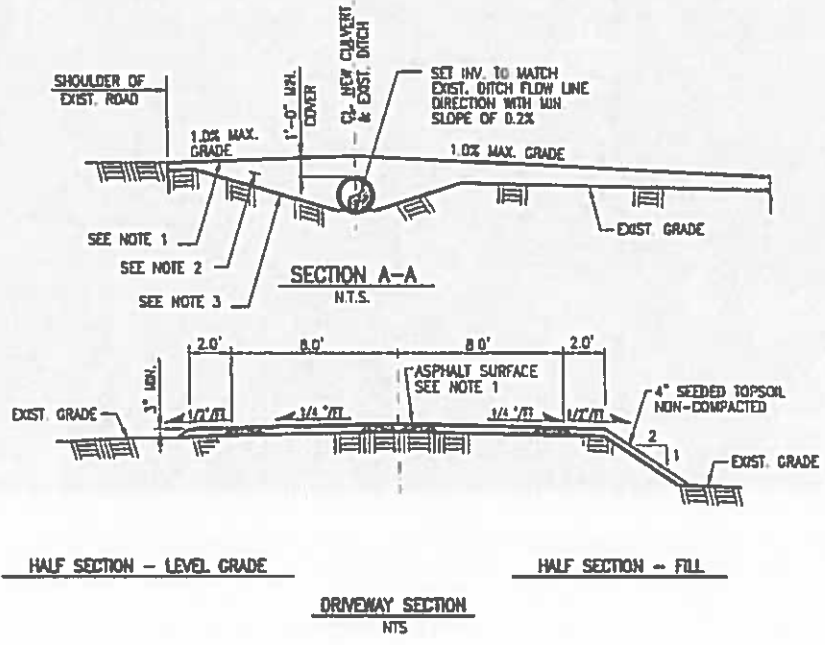 SHOULDER OF
EXIST. ROAD
1.0% MAX.
GRADE
1'-0" MIN.
COVER
CL NEW CULVERT
& EXIST. DITCH
SET INV. TO MATCH
EXIST. DITCH FLOW LINE
DIRECTION WITH MIN
SLOPE OF 0.2%
1.0% MAX. GRADE
SEE NOTE 1
SEE NOTE 2
SEE NOTE 3
EXIST. GRADE
SECTION A-A
N.T.S.
2.0' 8.0' 8.0' 2.0'
3" MIN.
ASPHALT SURFACE
SEE NOTE 1
4" SEEDED TOPSOIL
NON-COMPACTED
EXIST. GRADE
1/2"/FT 1/4"/FT 1/4"/FT 1/2"/FT
2
1
EXIST. GRADE
HALF SECTION - LEVEL GRADE
HALF SECTION - FILL
DRIVEWAY SECTION
NTS